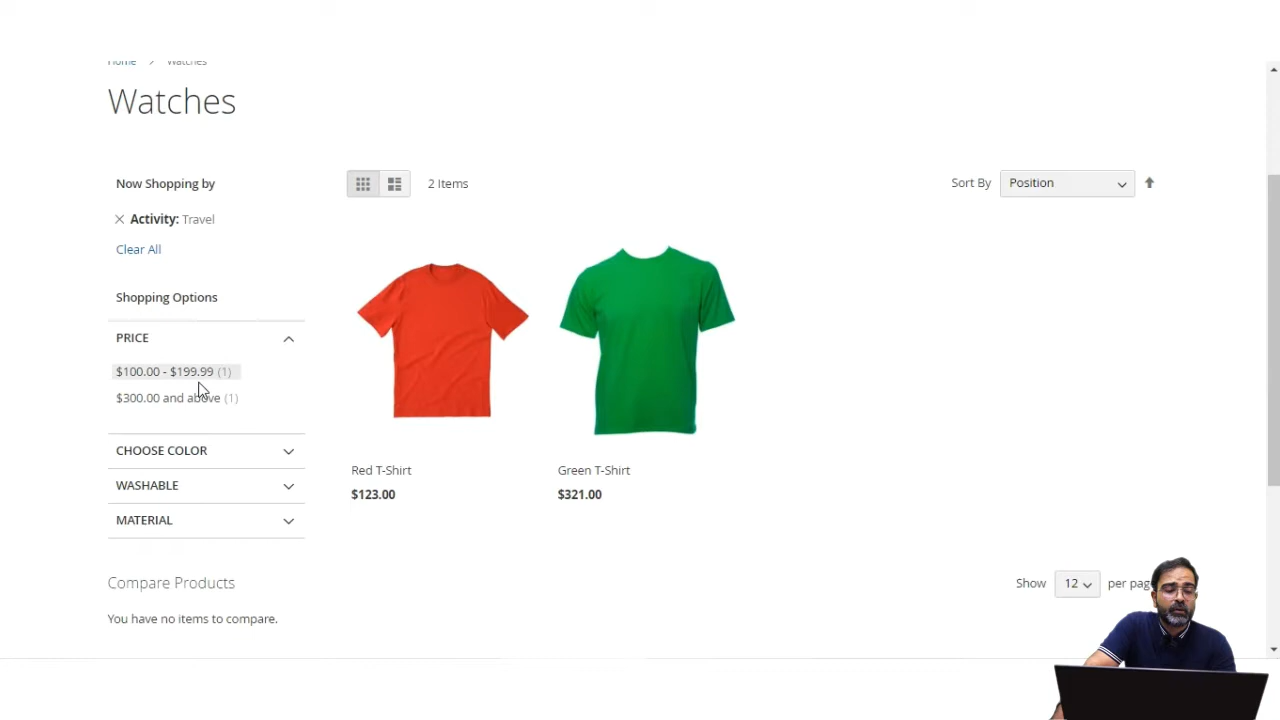 Home > Watches
Watches
Now Shopping by
2 Items
Sort By
Position
Activity: Travel
Clear All
Shopping Options
PRICE
$100.00 - $199.99 (1)
$300.00 and above (1)
CHOOSE COLOR
WASHABLE
MATERIAL
Red T-Shirt
$123.00
Green T-Shirt
$321.00
Compare Products
You have no items to compare.
Show 12 per pag